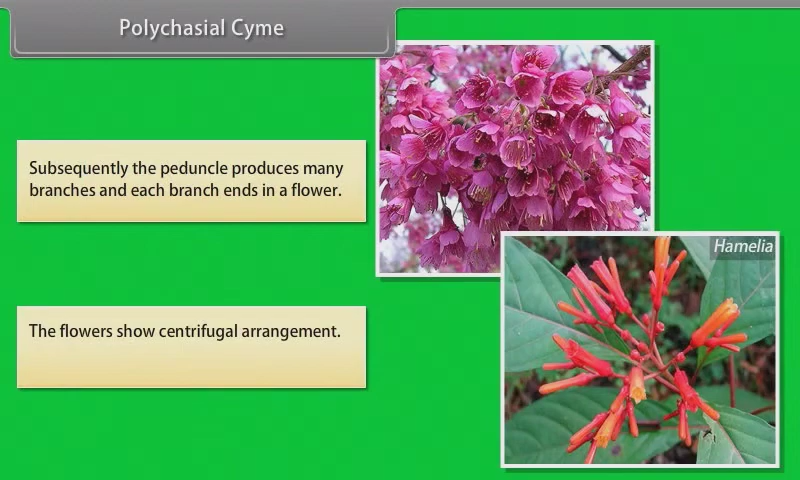 Polychasial Cyme
Subsequently the peduncle produces many
branches and each branch ends in a flower.
Hamelia
The flowers show centrifugal arrangement.